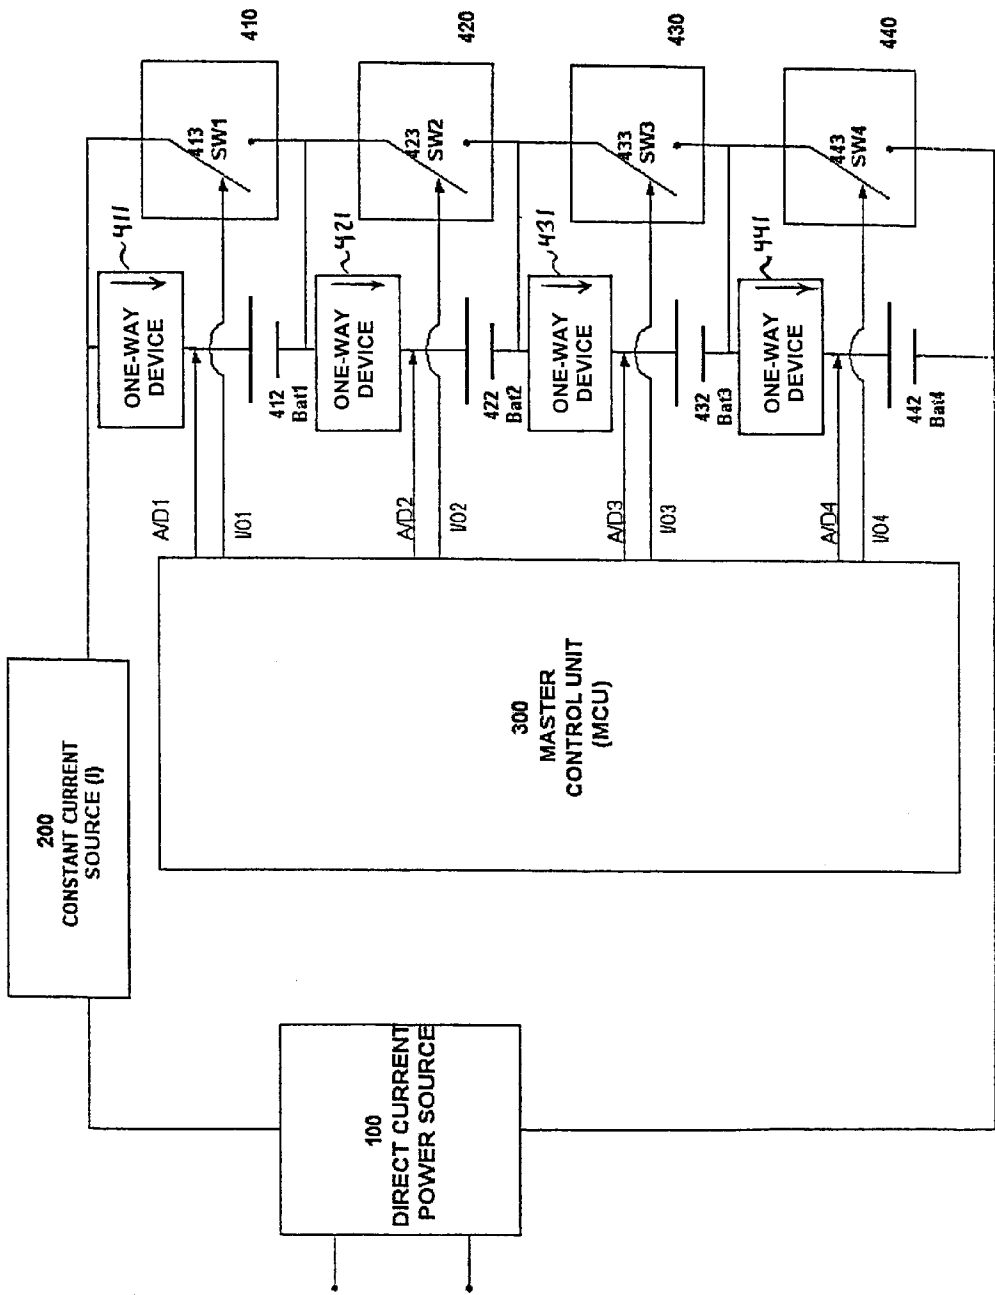 100
DIRECT CURRENT
POWER SOURCE
200
CONSTANT CURRENT
SOURCE (I)
300
MASTER
CONTROL UNIT
(MCU)
A/D1
I/O1
A/D2
I/O2
A/D3
I/O3
A/D4
I/O4
ONE-WAY
DEVICE
411
412
Bat1
413
SW1
410
ONE-WAY
DEVICE
421
422
Bat2
423
SW2
420
ONE-WAY
DEVICE
431
432
Bat3
433
SW3
430
ONE-WAY
DEVICE
441
442
Bat4
443
SW4
440